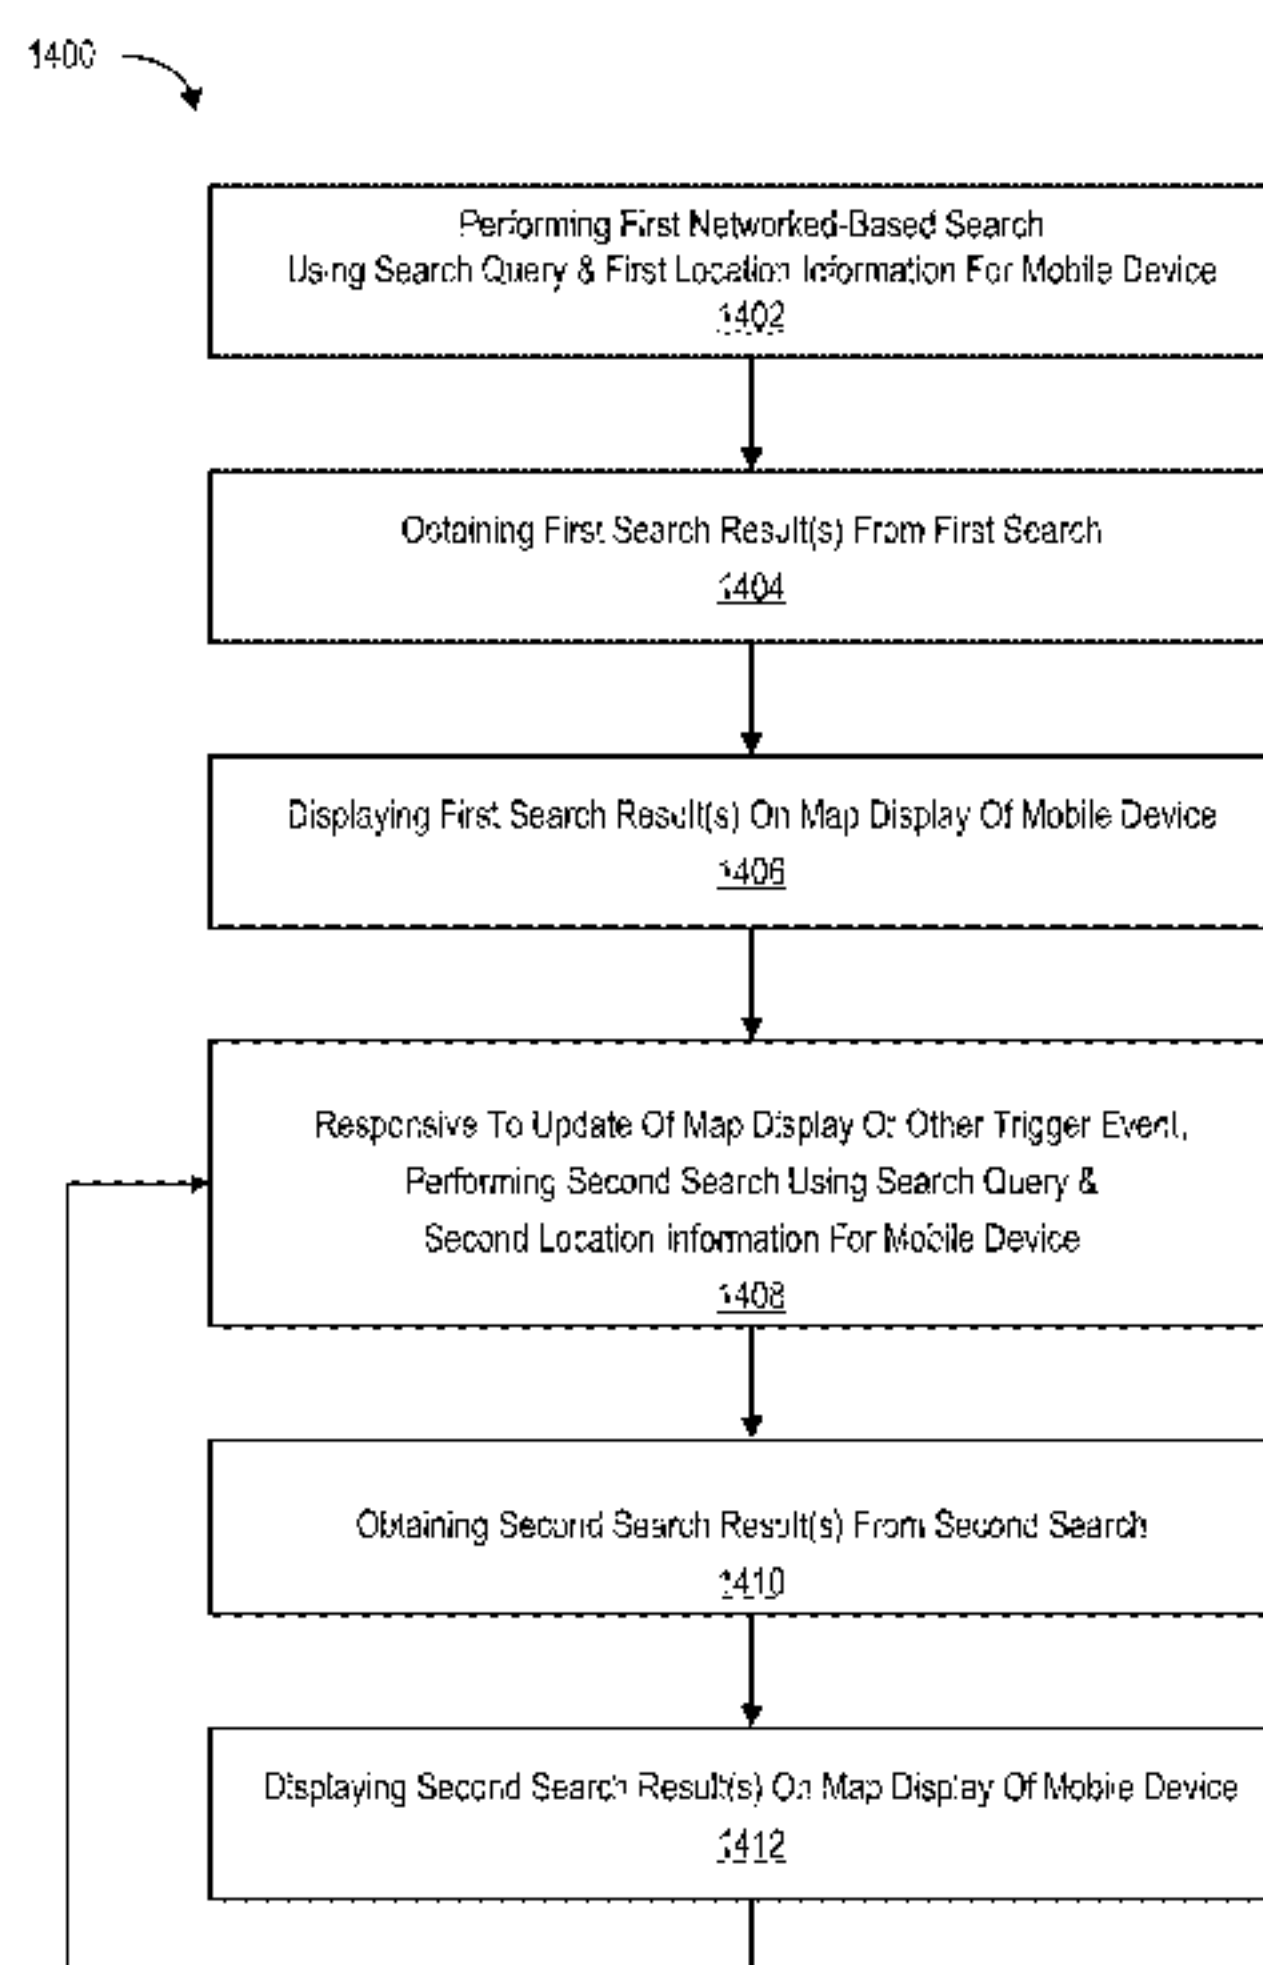 1400
Performing First Networked-Based Search
Using Search Query & First Location Information For Mobile Device
1402
Obtaining First Search Result(s) From First Search
1404
Displaying First Search Result(s) On Map Display Of Mobile Device
1406
Responsive To Update Of Map Display Or Other Trigger Event,
Performing Second Search Using Search Query &
Second Location Information For Mobile Device
1408
Obtaining Second Search Result(s) From Second Search
1410
Displaying Second Search Result(s) On Map Display Of Mobile Device
1412